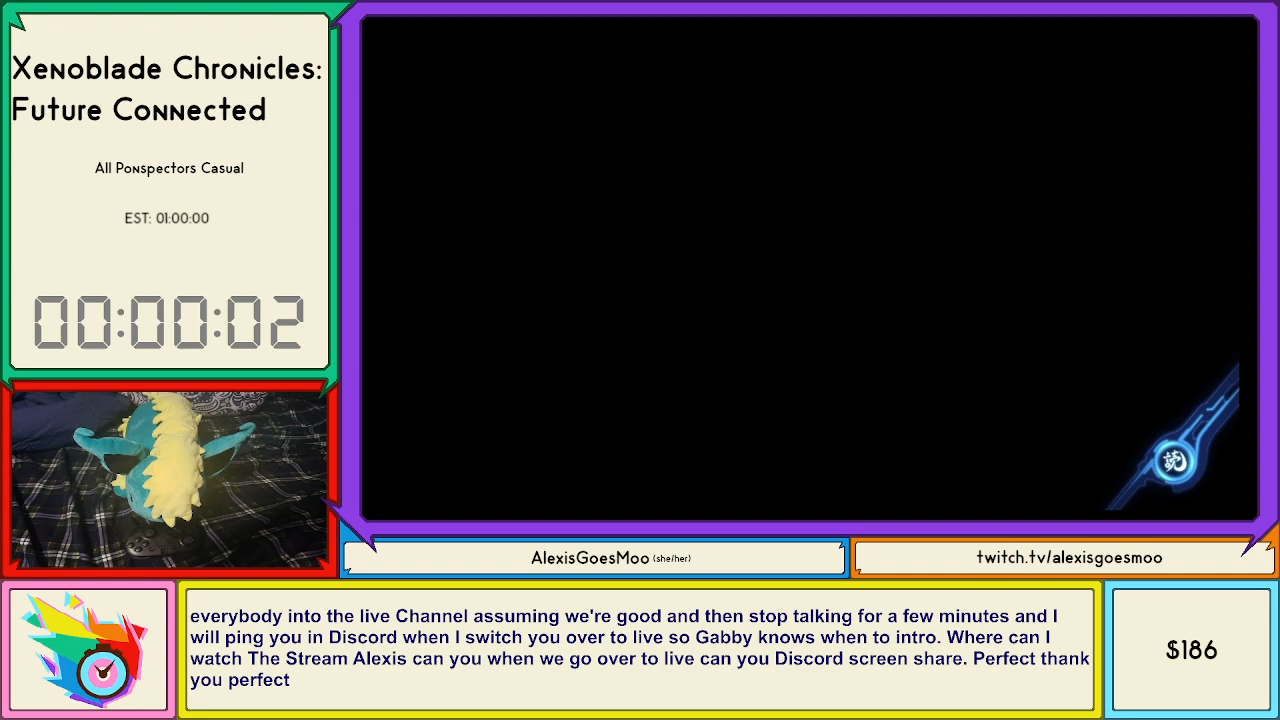 Xenoblade Chronicles:
Future Connected
All Ponspectors Casual
EST: 01:00:00
00:00:02
AlexisGoesMoo (she/her)
twitch.tv/alexisgoesmoo
everybody into the live Channel assuming we're good and then stop talking for a few minutes and I
will ping you in Discord when I switch you over to live so Gabby knows when to intro. Where can I
watch The Stream Alexis can you when we go over to live can you Discord screen share. Perfect thank
you perfect
$186